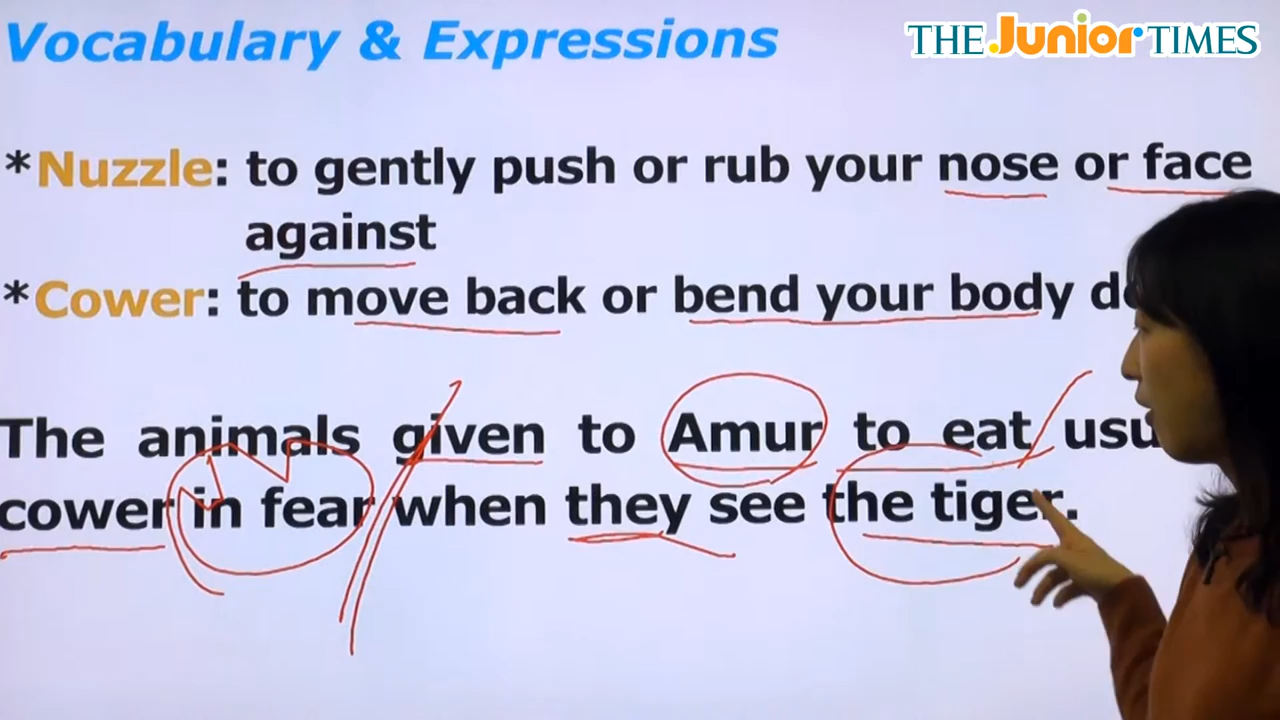 Vocabulary & Expressions
THE Junior TIMES
*Nuzzle: to gently push or rub your nose or face
against
*Cower: to move back or bend your body
The animals given to Amur to eat
cower in fear when they see the tiger.